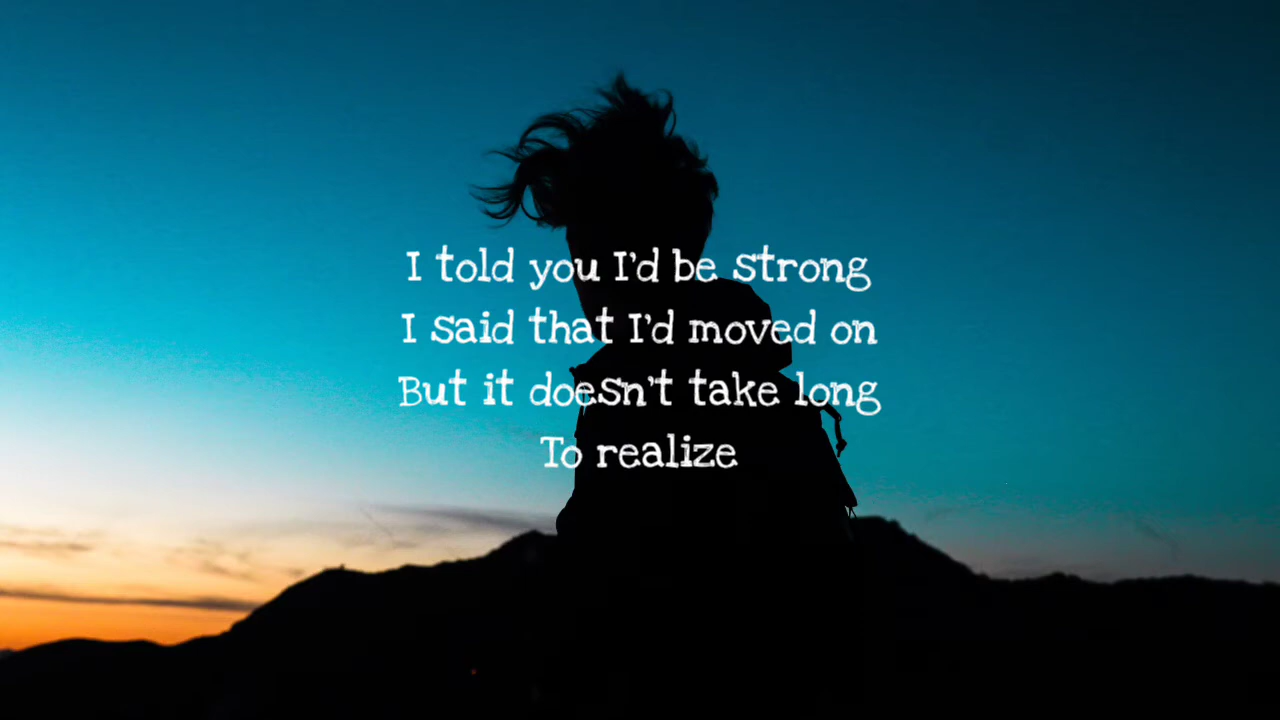 I told you I'd be strong
I said that I'd moved on
But it doesn't take long
To realize